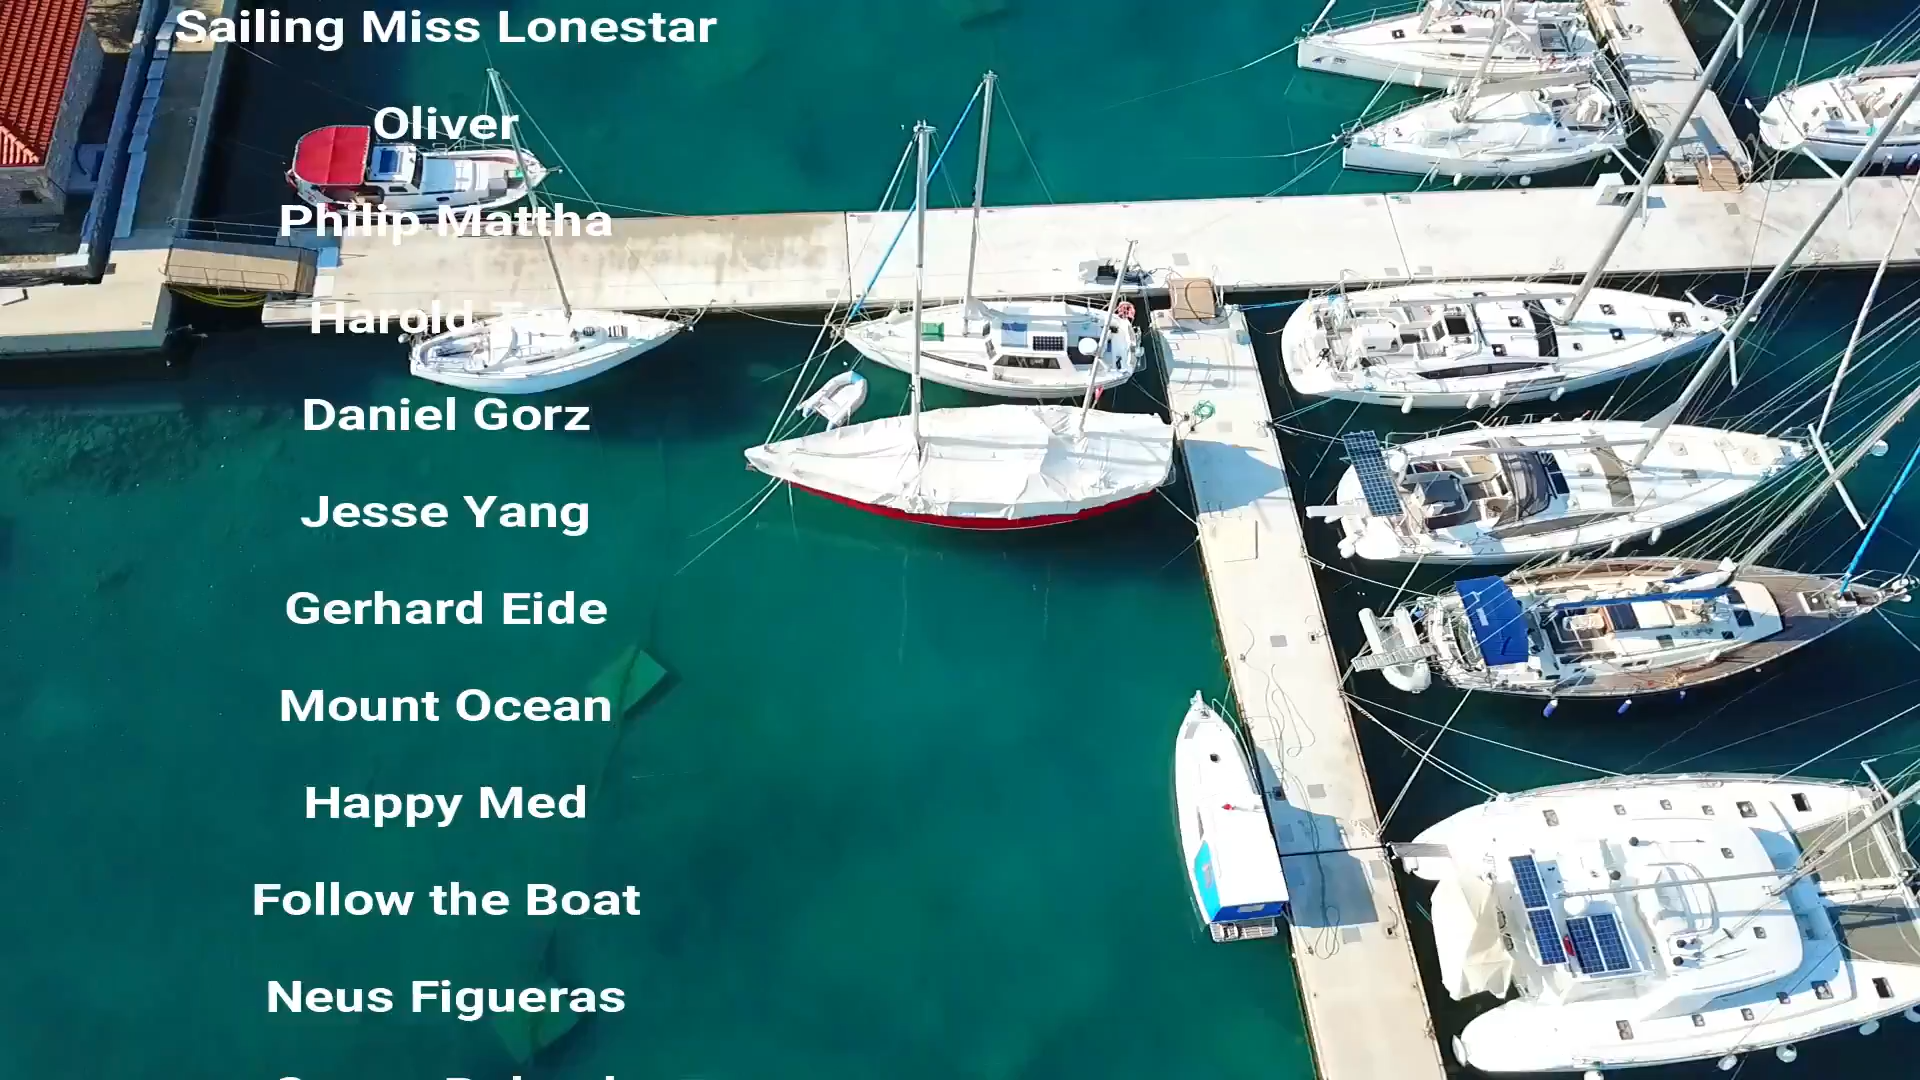 Sailing Miss Lonestar
Oliver
Philip Mattha
Harold
Daniel Gorz
Jesse Yang
Gerhard Eide
Mount Ocean
Happy Med
Follow the Boat
Neus Figueras